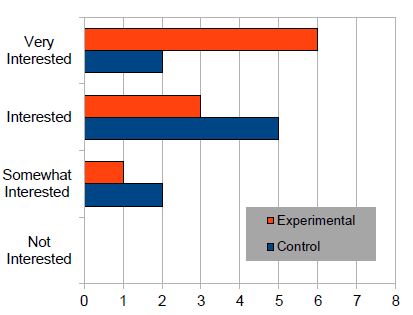 Very
Interested
Interested
Somewhat
Interested
Not
Interested
Experimental
Control
0 1 2 3 4 5 6 7 8